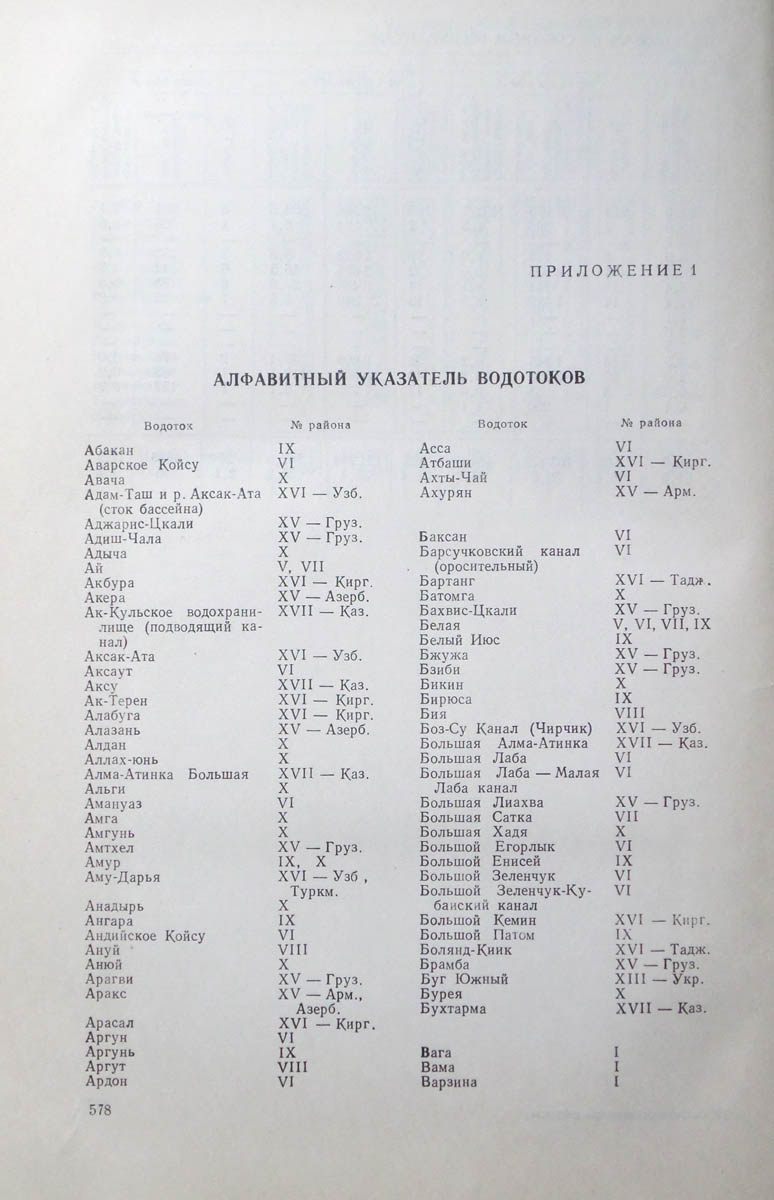 ПРИЛОЖЕНИЕ 1
АЛФАВИТНЫЙ УКАЗАТЕЛЬ ВОДОТОКОВ
Водоток № района
Абакан IX
Аварское Койсу VI
Авача X
Адам-Таш и р. Аксак-Ата XVI — Узб.
(сток бассейна)
Аджарис-Цкали XV — Груз.
Адиш-Чала XV — Груз.
Адыча X
Ай V, VII
Акбура XVI — Кирг.
Акера XV — Азерб.
Ак-Кульское водохрани- XVII — Каз.
лище (подводящий ка-
нал)
Аксак-Ата XVI — Узб.
Аксаут VI
Аксу XVII — Каз.
Ак-Терен XVI — Кирг.
Алабуга XVI — Кирг.
Алазань XV — Азерб.
Алдан X
Аллах-юнь X
Алма-Атинка Большая XVII — Каз.
Альги X
Амануаз VI
Амга X
Амгунь X
Амтхел XV — Груз.
Амур IX, X
Аму-Дарья XVI — Узб ,
Туркм.
Анадырь X
Ангара IX
Андийское Койсу VI
Ануй VIII
Анюй X
Арагви XV — Груз.
Аракс XV — Арм.,
Азерб.
Арасал XVI — Кирг.
Аргун VI
Аргунь IX
Аргут VIII
Ардон VI
Водоток № района
Асса VI
Атбаши XVI — Кирг.
Ахты-Чай VI
Ахурян XV — Арм.
Баксан VI
Барсучковский канал VI
(оросительный)
Бартанг XVI — Тадж.
Батомга X
Бахвис-Цкали XV — Груз.
Белая V, VI, VII, IX
Белый Июс IX
Бжужа XV — Груз.
Бзиби XV — Груз.
Бикин X
Бирюса IX
Бия VIII
Боз-Су Канал (Чирчик) XVI — Узб.
Большая Алма-Атинка XVII — Каз.
Большая Лаба VI
Большая Лаба — Малая VI
Лаба канал
Большая Лиахва XV — Груз.
Большая Сатка VII
Большая Хадя X
Большой Егорлык VI
Большой Енисей IX
Большой Зеленчук VI
Большой Зеленчук-Ку- VI
банский канал
Большой Кемин XVI — Кирг.
Большой Патом IX
Болянд-Киик XVI — Тадж.
Брамба XV — Груз.
Буг Южный XIII — Укр.
Бурея X
Бухтарма XVII — Каз.
Вага I
Вама I
Варзина I
578